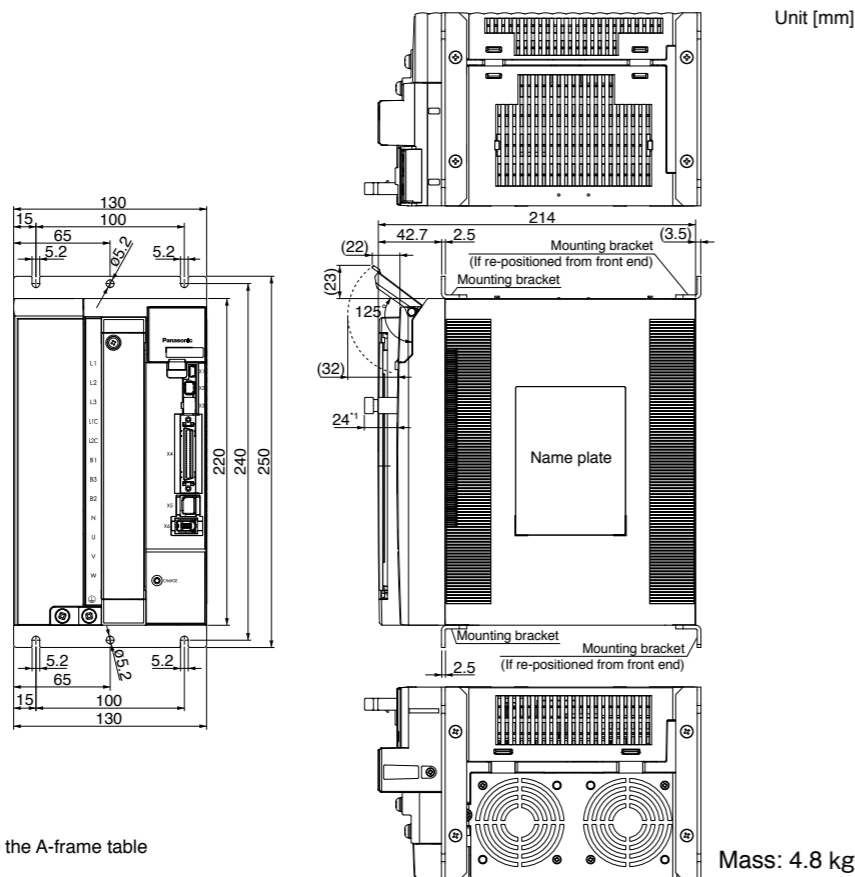 Unit [mm]
130
15
100
65
5.2
ø5.2
5.2
214
42.7
2.5
(3.5)
(22)
(23)
Mounting bracket
(If re-positioned from front end)
Mounting bracket
125°
(32)
24*1
Name plate
Panasonic
L1
L2
L3
L1C
L2C
B1
B3
B2
N
U
V
W
X1
X2
X3
X4
X5
X6
CHARGE
220
240
250
Mounting bracket
Mounting bracket
(If re-positioned from front end)
2.5
5.2
ø5.2
5.2
65
15
100
130
the A-frame table
Mass: 4.8 kg